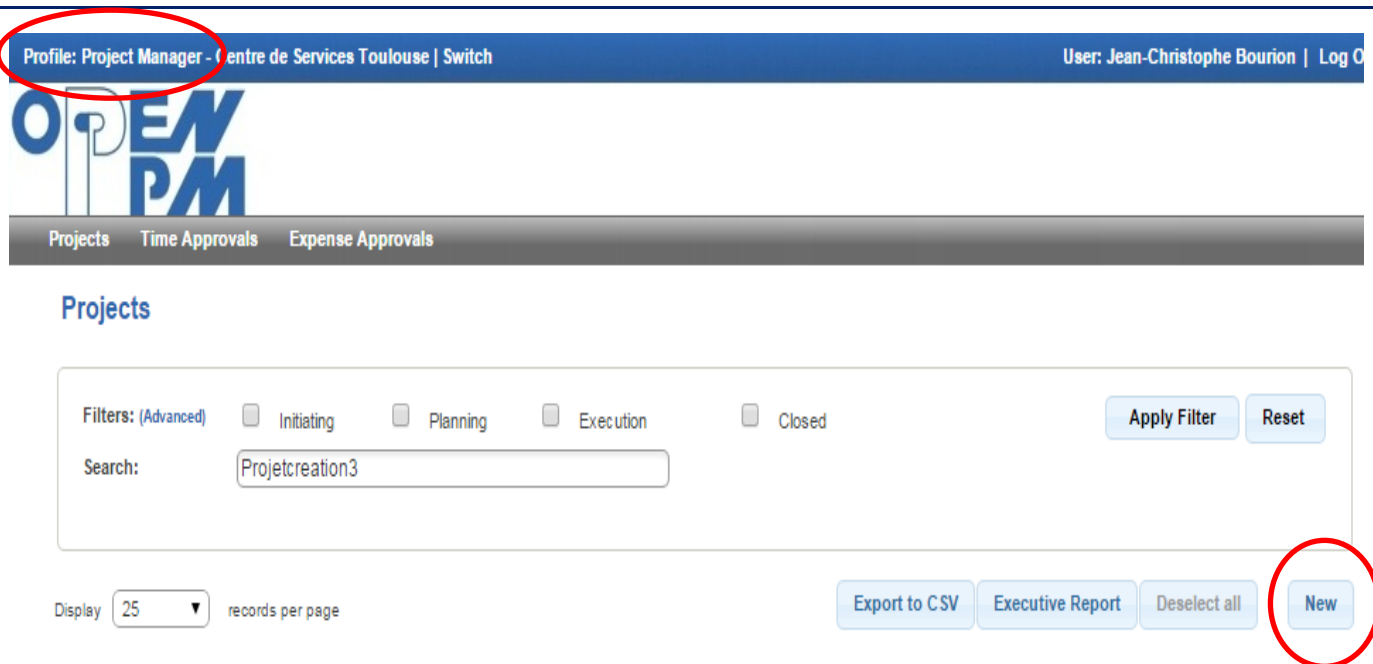 Profile: Project Manager - Centre de Services Toulouse | Switch
User: Jean-Christophe Bourion | Log O
OPEN
PM
Projects Time Approvals Expense Approvals
Projects
Filters: (Advanced) Initiating Planning Execution Closed Apply Filter Reset
Search: Projetcreation3
Display 25 records per page Export to CSV Executive Report Deselect all New